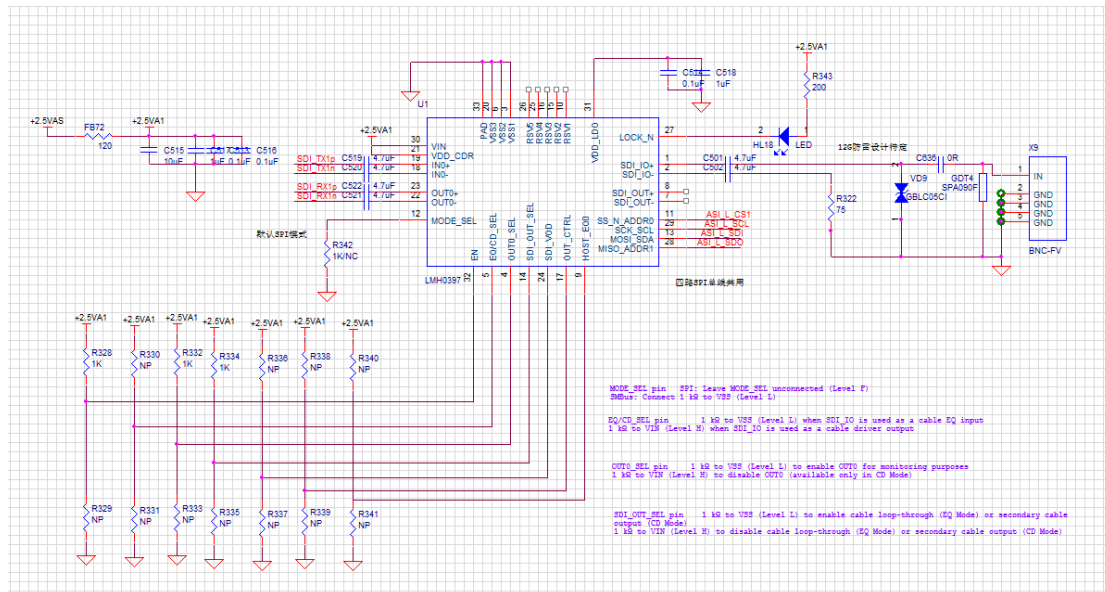 +2.5VA1
C514
0.1uF
C518
1uF
R343
200
U1
+2.5VAS
FB72
120
+2.5VA1
C515
10uF
1uF
0.1uF
C516
0.1uF
+2.5VA1
33
20
6
3
26
25
16
15
10
31
PAD
VSS3
VSS2
VSS1
RSV5
RSV4
RSV3
RSV2
RSV1
VDD_LDO
30
VIN
21
VDD_CDR
SDI_TX1p
C519
4.7uF
19
IN0+
SDI_TX1n
C520
4.7uF
18
IN0-
SDI_RX1p
C522
4.7uF
23
OUT0+
SDI_RX1n
C521
4.7uF
22
OUT0-
12
MODE_SEL
默认SPI模式
R342
1K/NC
LOCK_N
27
2
1
HL18
LED
12G防雷设计待定
SDI_IO+
1
C501
4.7uF
SDI_IO-
2
C502
4.7uF
SDI_OUT+
8
SDI_OUT-
7
SS_N_ADDR0
11
ASI_L_CS1
SCK_SCL
29
ASI_L_SCL
MOSI_SDA
13
ASI_L_SDI
MISO_ADDR1
28
ASI_L_SDO
四路SPI总线共用
R322
75
2
VD9
GBLC05CI
1
C636
0R
GDT4
SPA090F
X9
1
IN
2
GND
3
GND
4
GND
5
GND
BNC-FV
EN
EQ/CD_SEL
OUT0_SEL
SDI_OUT_SEL
SDI_VOD
OUT_CTRL
HOST_EQ0
LMH0397
32
5
4
14
24
17
9
+2.5VA1
+2.5VA1
+2.5VA1
+2.5VA1
+2.5VA1
+2.5VA1
+2.5VA1
R328
1K
R330
NP
R332
1K
R334
1K
R336
NP
R338
NP
R340
NP
R329
NP
R331
NP
R333
NP
R335
NP
R337
NP
R339
NP
R341
NP
MODE_SEL pin SPI: Leave MODE_SEL unconnected (Level F)
SMBus: Connect 1 kΩ to VSS (Level L)
EQ/CD_SEL pin 1 kΩ to VSS (Level L) when SDI_IO is used as a cable EQ input
1 kΩ to VIN (Level H) when SDI_IO is used as a cable driver output
OUT0_SEL pin 1 kΩ to VSS (Level L) to enable OUT0 for monitoring purposes
1 kΩ to VIN (Level H) to disable OUT0 (available only in CD Mode)
SDI_OUT_SEL pin 1 kΩ to VSS (Level L) to enable cable loop-through (EQ Mode) or secondary cable
output (CD Mode)
1 kΩ to VIN (Level H) to disable cable loop-through (EQ Mode) or secondary cable output (CD Mode)